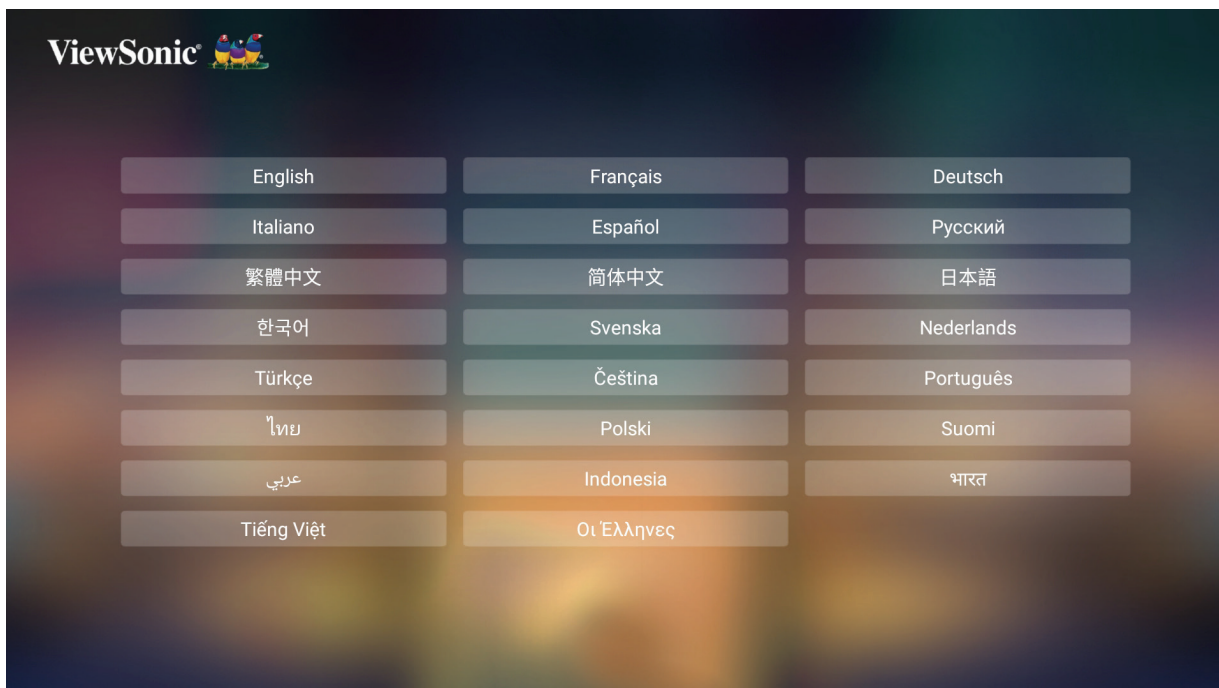 ViewSonic®
English Français Deutsch
Italiano Español Русский
繁體中文 简体中文 日本語
한국어 Svenska Nederlands
Türkçe Čeština Português
ไทย Polski Suomi
عربي Indonesia भारत
Tiếng Việt Οι Έλληνες